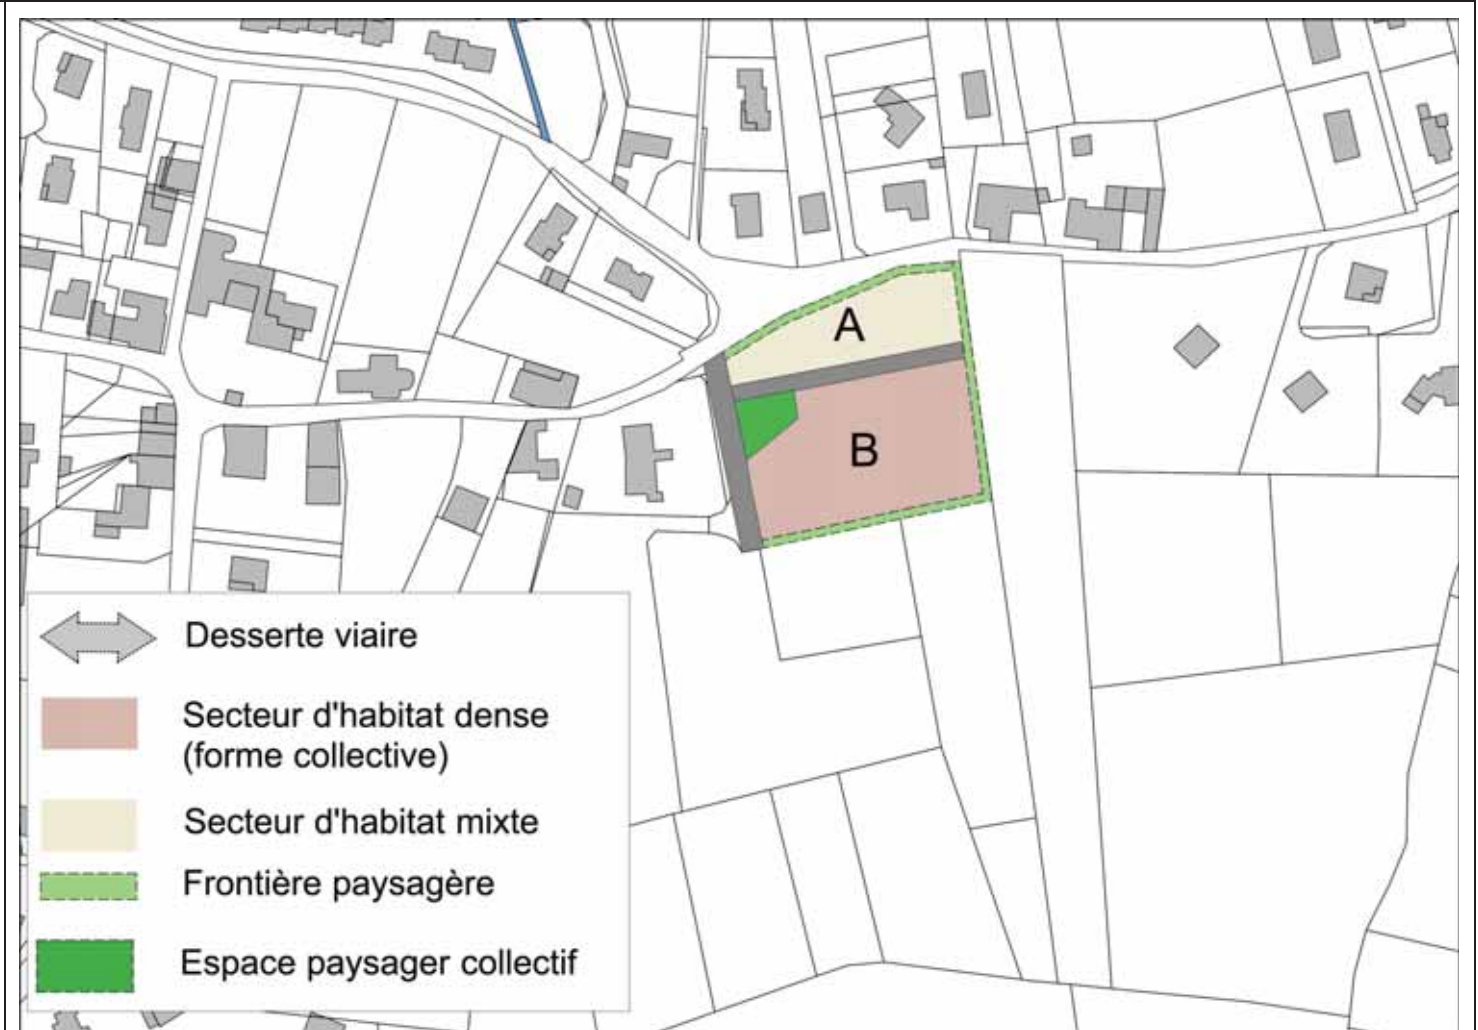 A
B
Desserte viaire
Secteur d'habitat dense
(forme collective)
Secteur d'habitat mixte
Frontière paysagère
Espace paysager collectif